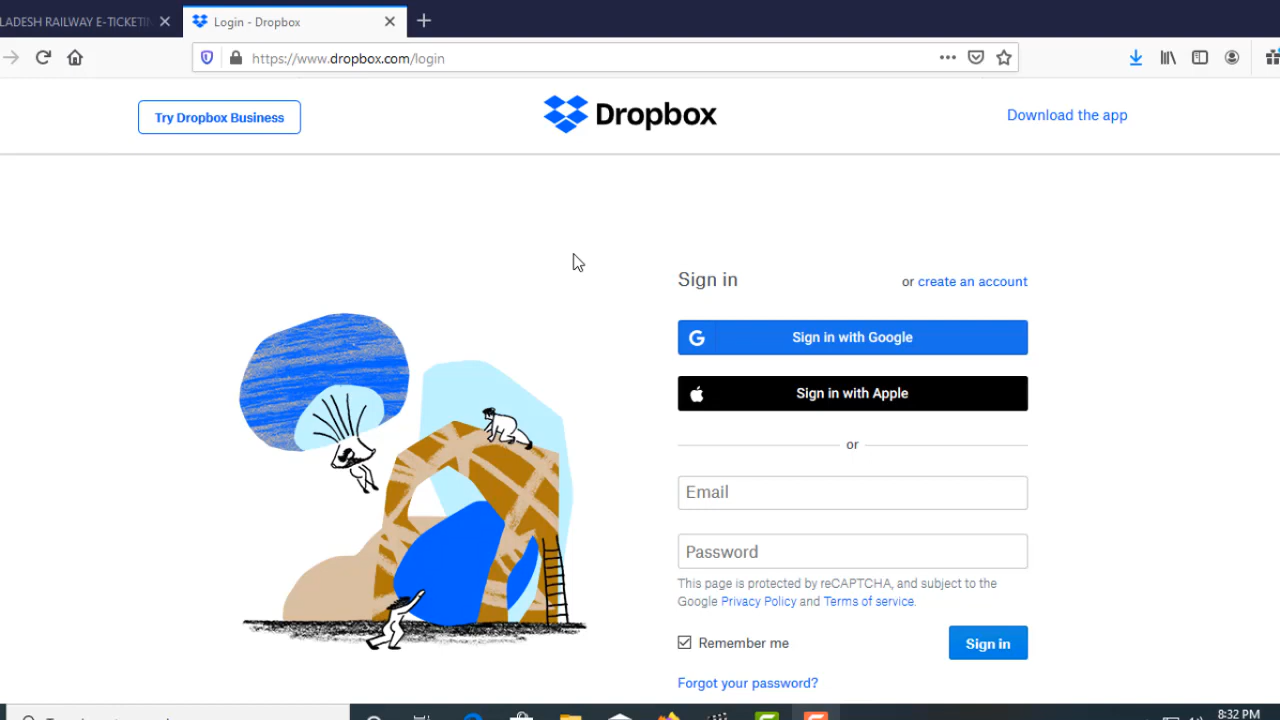 LADESH RAILWAY E-TICKETIN
Login - Dropbox
https://www.dropbox.com/login
Try Dropbox Business
Dropbox
Download the app
Sign in
or create an account
Sign in with Google
Sign in with Apple
or
Email
Password
This page is protected by reCAPTCHA, and subject to the
Google Privacy Policy and Terms of service.
Remember me
Sign in
Forgot your password?
8:32 PM